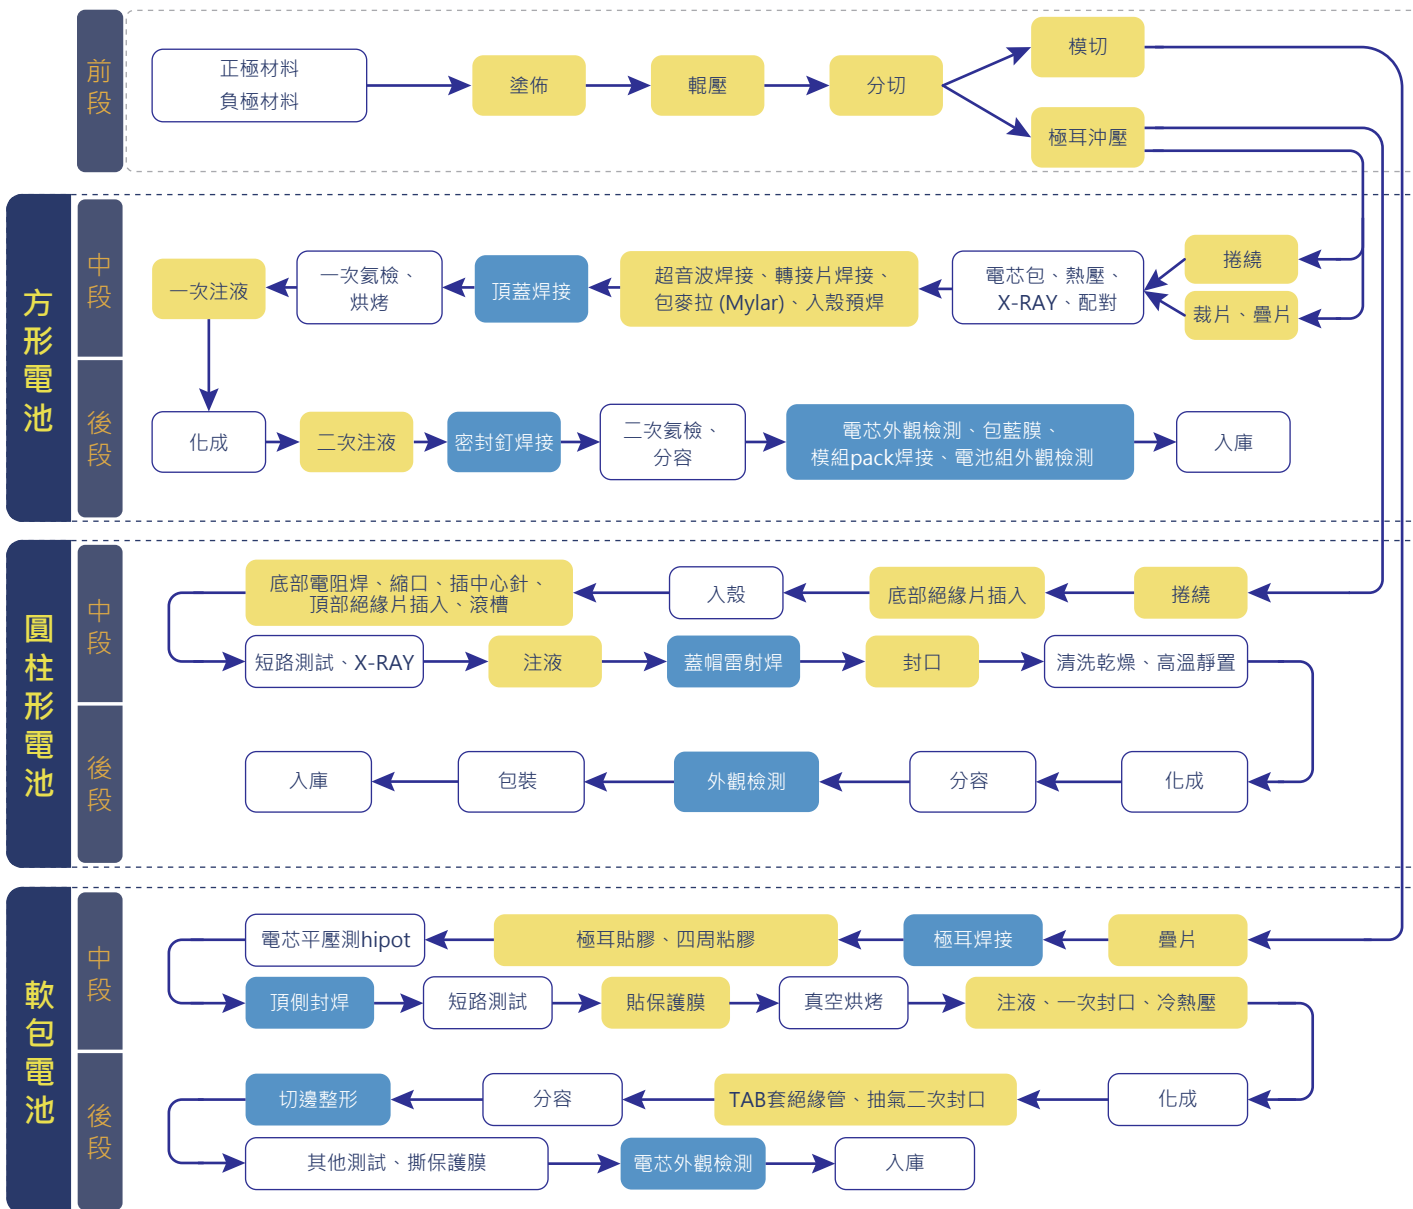 前段
正極材料
負極材料
塗佈
輥壓
分切
模切
極耳沖壓
方形電池
中段
捲繞
裁片、疊片
電芯包、熱壓、
X-RAY、配對
超音波焊接、轉接片焊接、
包麥拉 (Mylar)、入殼預焊
頂蓋焊接
一次氦檢、
烘烤
一次注液
後段
化成
二次注液
密封釘焊接
二次氦檢、
分容
電芯外觀檢測、包藍膜、
模組pack焊接、電池組外觀檢測
入庫
圓柱形電池
中段
捲繞
底部絕緣片插入
入殼
底部電阻焊、縮口、插中心針、
頂部絕緣片插入、滾槽
短路測試、X-RAY
注液
蓋帽雷射焊
封口
清洗乾燥、高溫靜置
後段
化成
分容
外觀檢測
包裝
入庫
軟包電池
中段
疊片
極耳焊接
極耳貼膠、四周粘膠
電芯平壓測hipot
頂側封焊
短路測試
貼保護膜
真空烘烤
注液、一次封口、冷熱壓
後段
化成
TAB套絕緣管、抽氣二次封口
分容
切邊整形
其他測試、撕保護膜
電芯外觀檢測
入庫